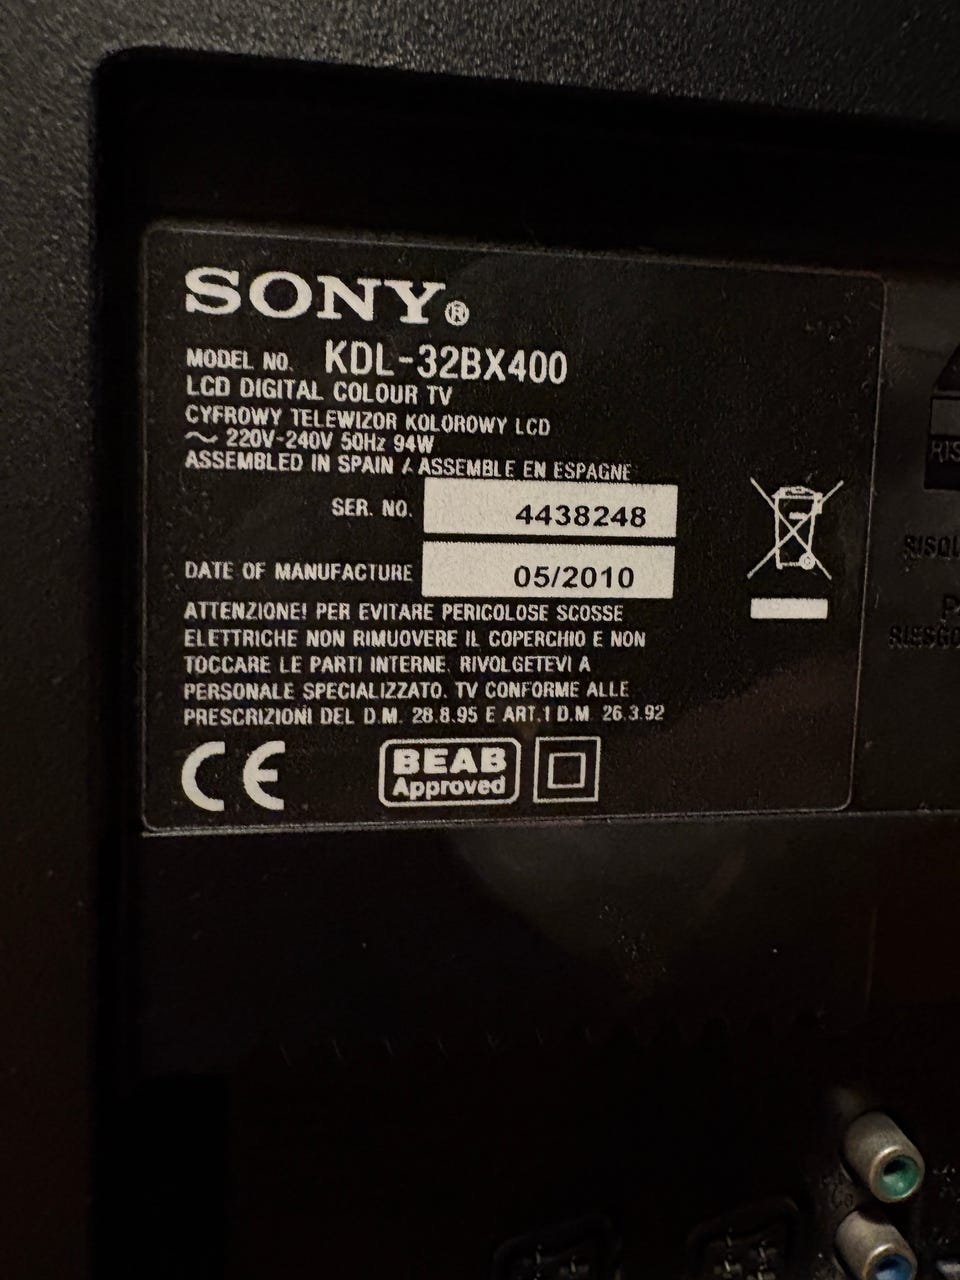 SONY®
MODEL NO. KDL-32BX400
LCD DIGITAL COLOUR TV
CYFROWY TELEWIZOR KOLOROWY LCD
~ 220V-240V 50Hz 94W
ASSEMBLED IN SPAIN / ASSEMBLE EN ESPAGNE
SER. NO. 4438248
DATE OF MANUFACTURE 05/2010
ATTENZIONE! PER EVITARE PERICOLOSE SCOSSE
ELETTRICHE NON RIMUOVERE IL COPERCHIO E NON
TOCCARE LE PARTI INTERNE. RIVOLGETEVI A
PERSONALE SPECIALIZZATO. TV CONFORME ALLE
PRESCRIZIONI DEL D.M. 28.8.95 E ART.1 D.M. 26.3.92
CE
BEAB
Approved